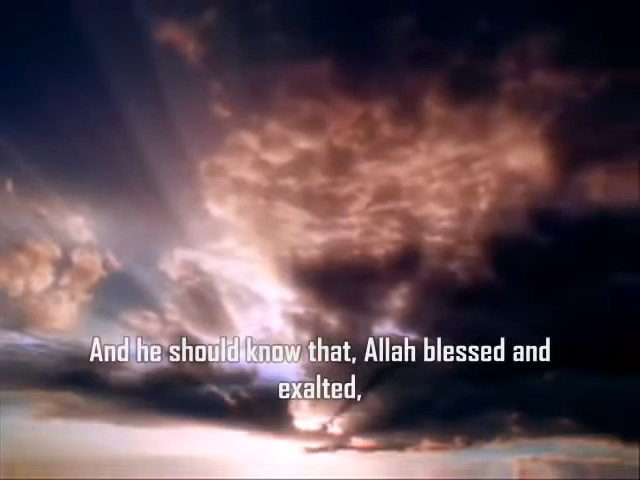 And he should know that, Allah blessed and
exalted,